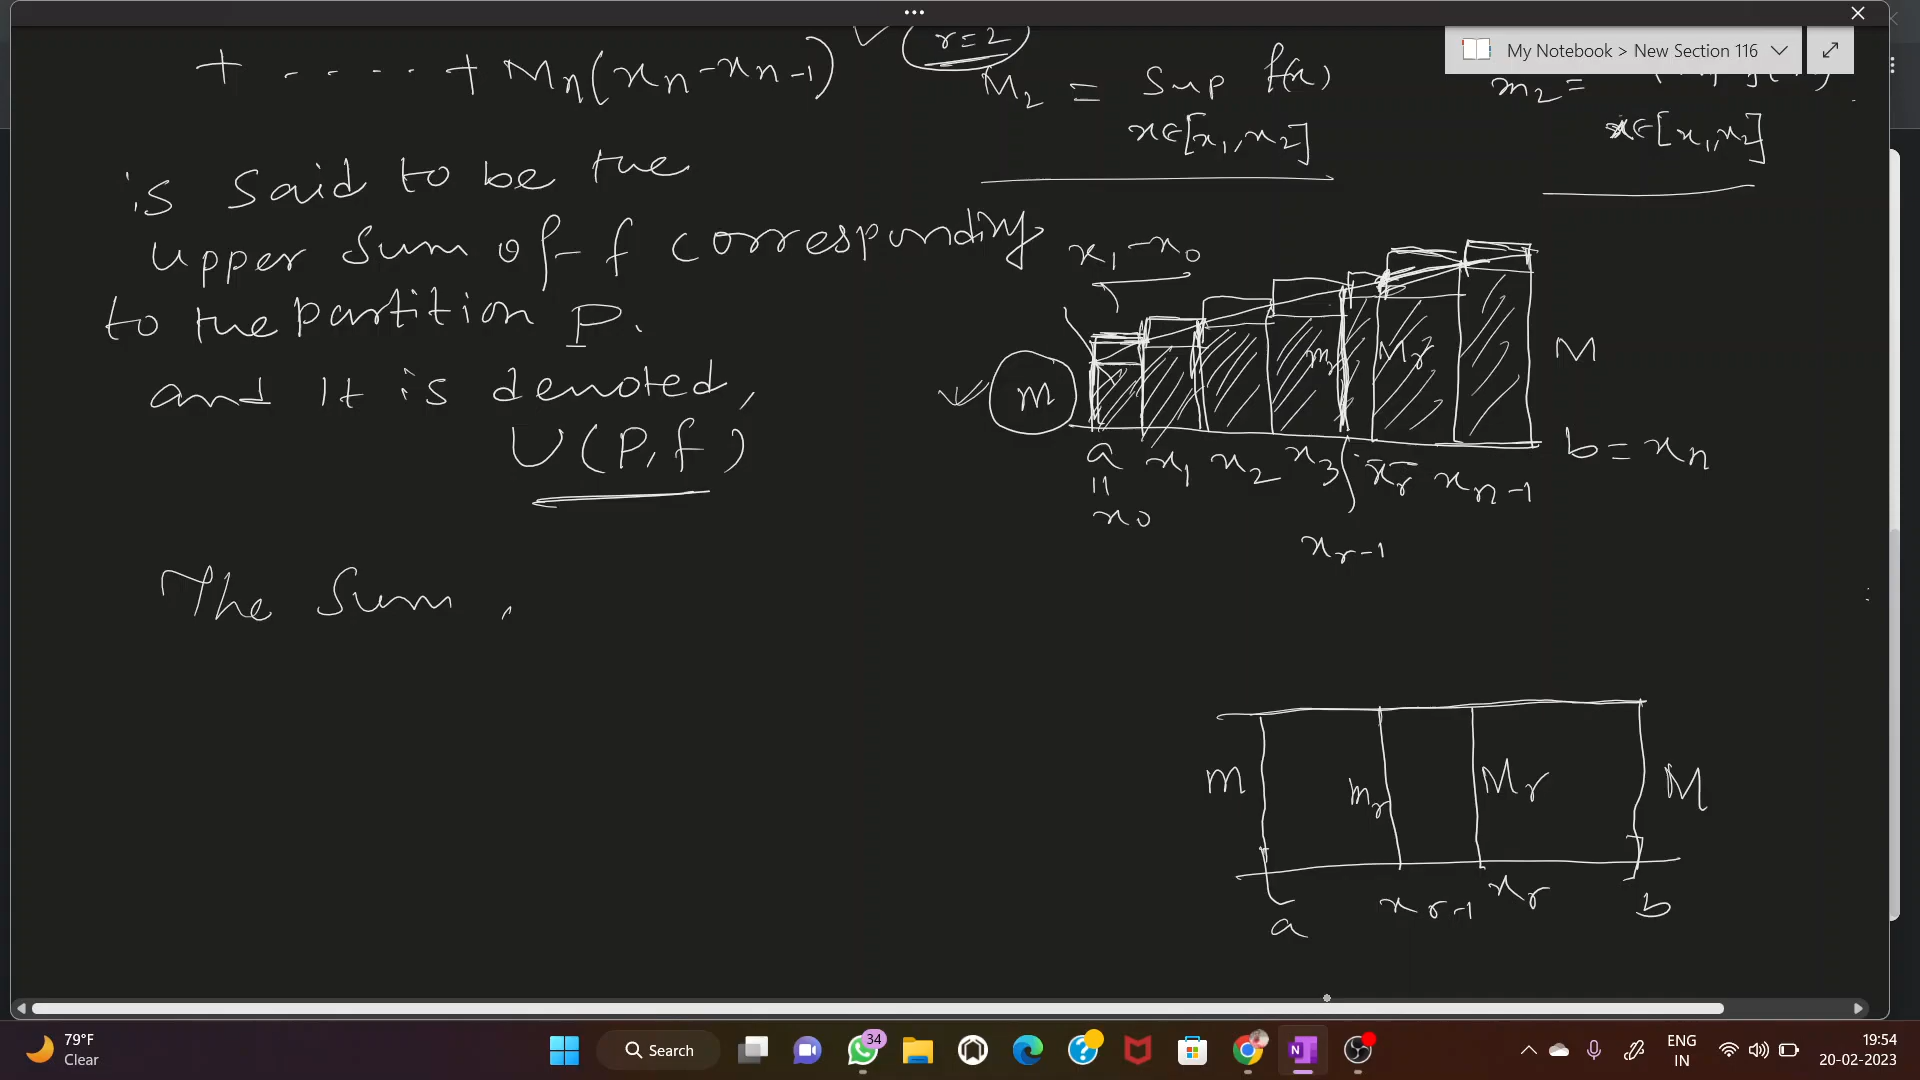 My Notebook > New Section 116
+ ..... + Mn(xn-xn-1)
r=2
M2 = Sup f(x)
x∈[x1,x2]
m2=
x∈[x1,x2]
is said to be the
upper sum of f corresponding
to the partition P.
and it is denoted,
U(P,f)
x1-x0
m
mr
Mr
M
a
x1
x2
x3
xr
xn-1
b=xn
11
x0
xr-1
The Sum
m
mr
Mr
M
a
xr-1
xr
b
79°F
Clear
Search
34
ENG
IN
19:54
20-02-2023